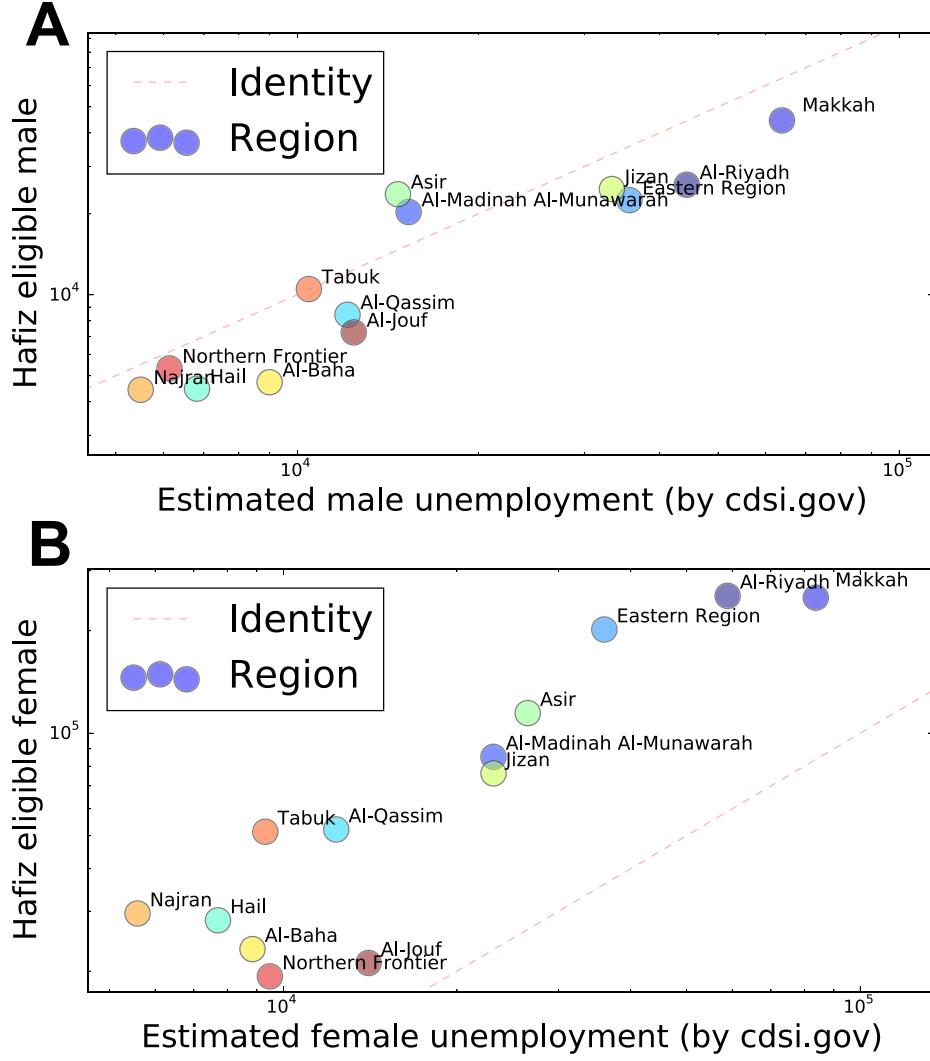 A
Identity
Region
Makkah
Asir
Jizan
Al-Riyadh
Al-Madinah Al-Munawarah
Eastern Region
Tabuk
Al-Qassim
Al-Jouf
Northern Frontier
Najran
Hail
Al-Baha
Hafiz eligible male
10^4
10^4
10^5
Estimated male unemployment (by cdsi.gov)
B
Identity
Region
Al-Riyadh
Makkah
Eastern Region
Asir
Al-Madinah Al-Munawarah
Jizan
Tabuk
Al-Qassim
Najran
Hail
Al-Baha
Al-Jouf
Northern Frontier
Hafiz eligible female
10^5
10^4
10^5
Estimated female unemployment (by cdsi.gov)